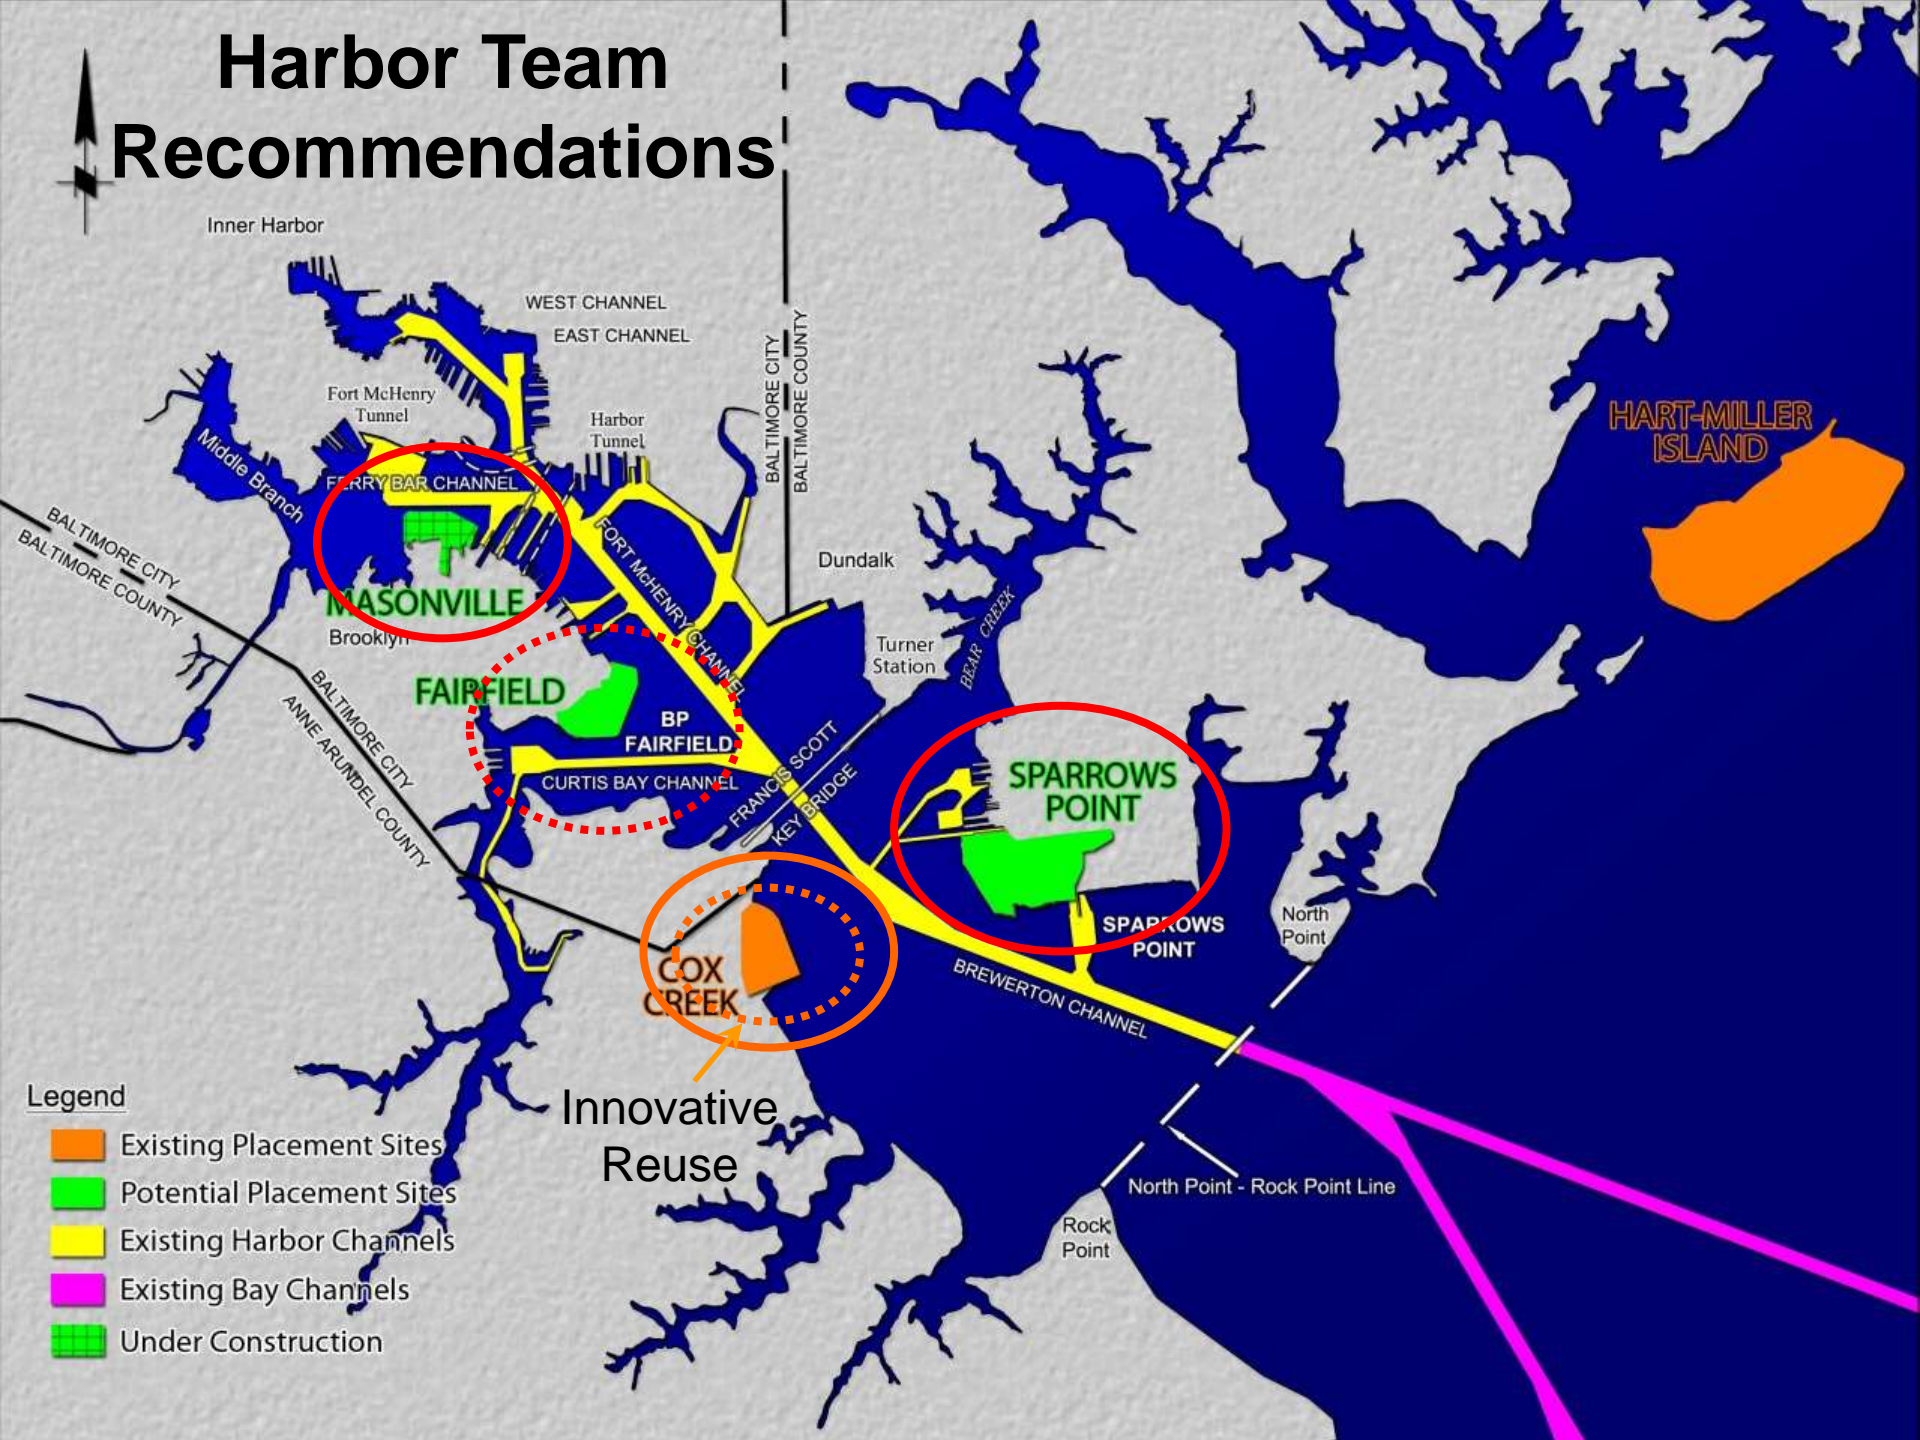 Harbor Team
Recommendations
Inner Harbor
WEST CHANNEL
EAST CHANNEL
BALTIMORE CITY
BALTIMORE COUNTY
Fort McHenry
Tunnel
Harbor
Tunnel
HART-MILLER
ISLAND
Middle Branch
FERRY BAR CHANNEL
BALTIMORE CITY
BALTIMORE COUNTY
FORT McHENRY CHANNEL
Dundalk
MASONVILLE
Brooklyn
BEAR CREEK
Turner
Station
FAIRFIELD
BP
FAIRFIELD
BALTIMORE CITY
ANNE ARUNDEL COUNTY
CURTIS BAY CHANNEL
FRANCIS SCOTT
KEY BRIDGE
SPARROWS
POINT
SPARROWS
POINT
North
Point
COX
CREEK
BREWERTON CHANNEL
Innovative
Reuse
North Point - Rock Point Line
Rock
Point
Legend
Existing Placement Sites
Potential Placement Sites
Existing Harbor Channels
Existing Bay Channels
Under Construction